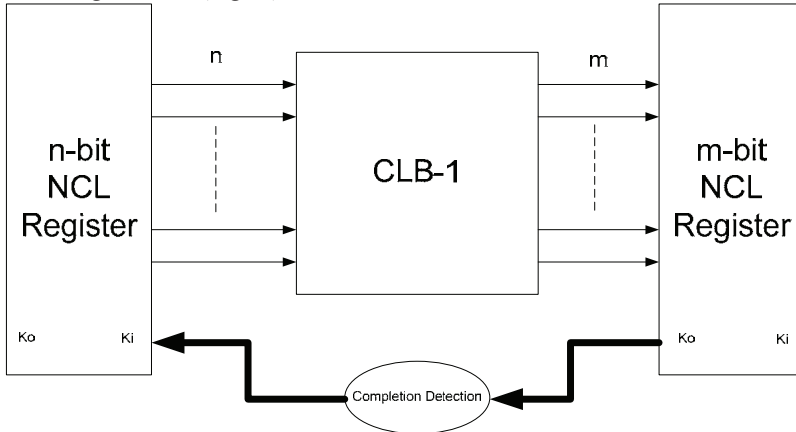 n
m
n-bit
NCL
Register
CLB-1
m-bit
NCL
Register
Ko
Ki
Ko
Ki
Completion Detection